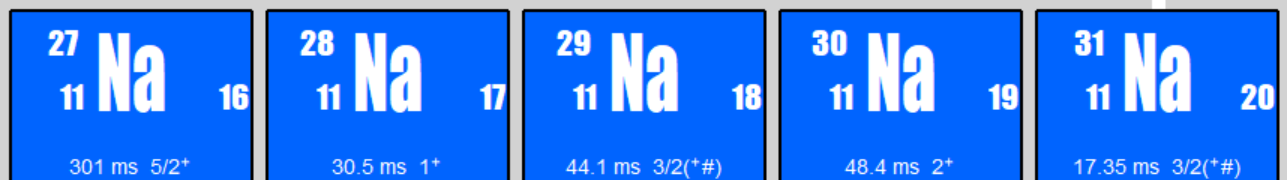 27 Na 11 16
301 ms 5/2⁺
28 Na 11 17
30.5 ms 1⁺
29 Na 11 18
44.1 ms 3/2(⁺#)
30 Na 11 19
48.4 ms 2⁺
31 Na 11 20
17.35 ms 3/2(⁺#)